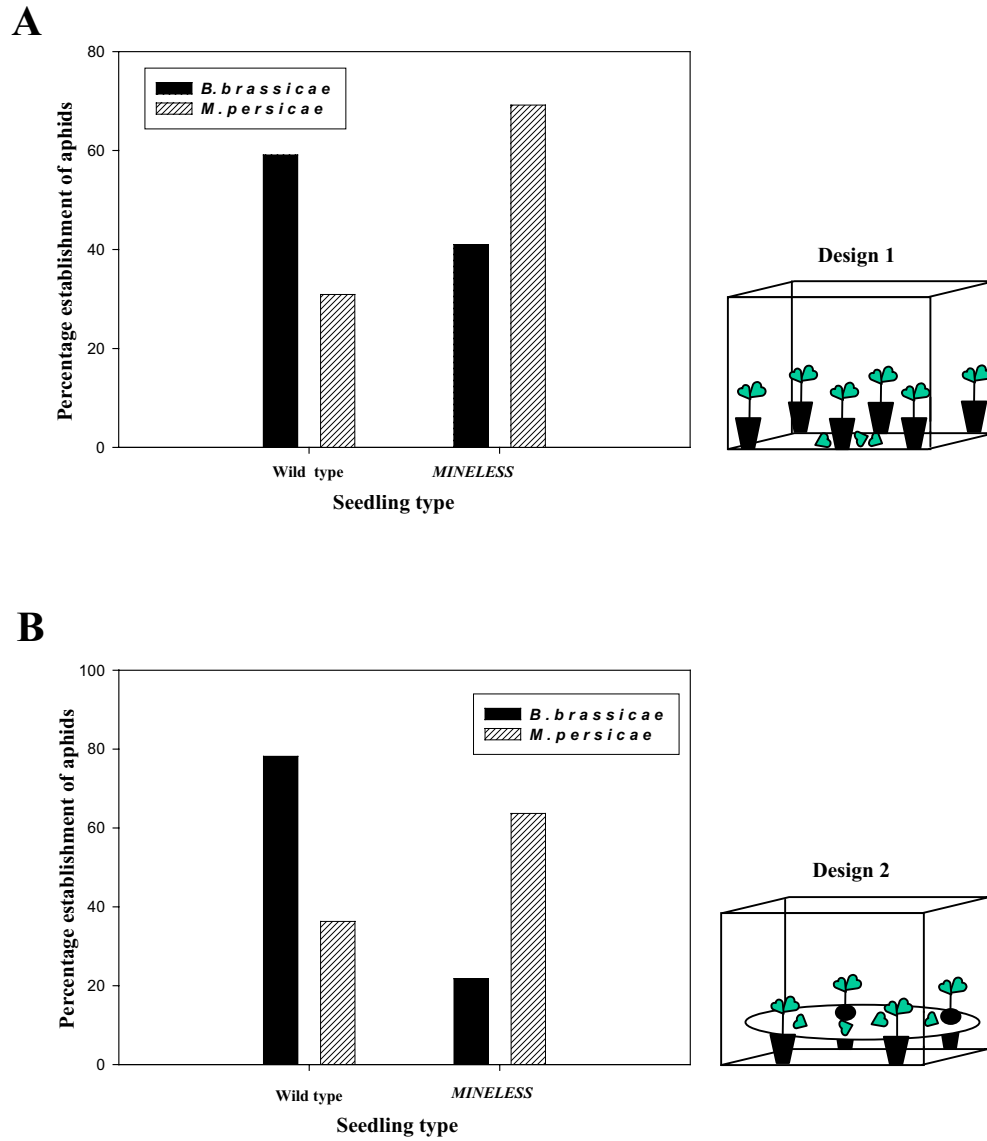 A
80
60
40
20
0
Percentage establishment of aphids
B.brassicae
M.persicae
Wild type
MINELESS
Seedling type
Design 1
B
100
80
60
40
20
0
Percentage establishment of aphids
B.brassicae
M.persicae
Wild type
MINELESS
Seedling type
Design 2